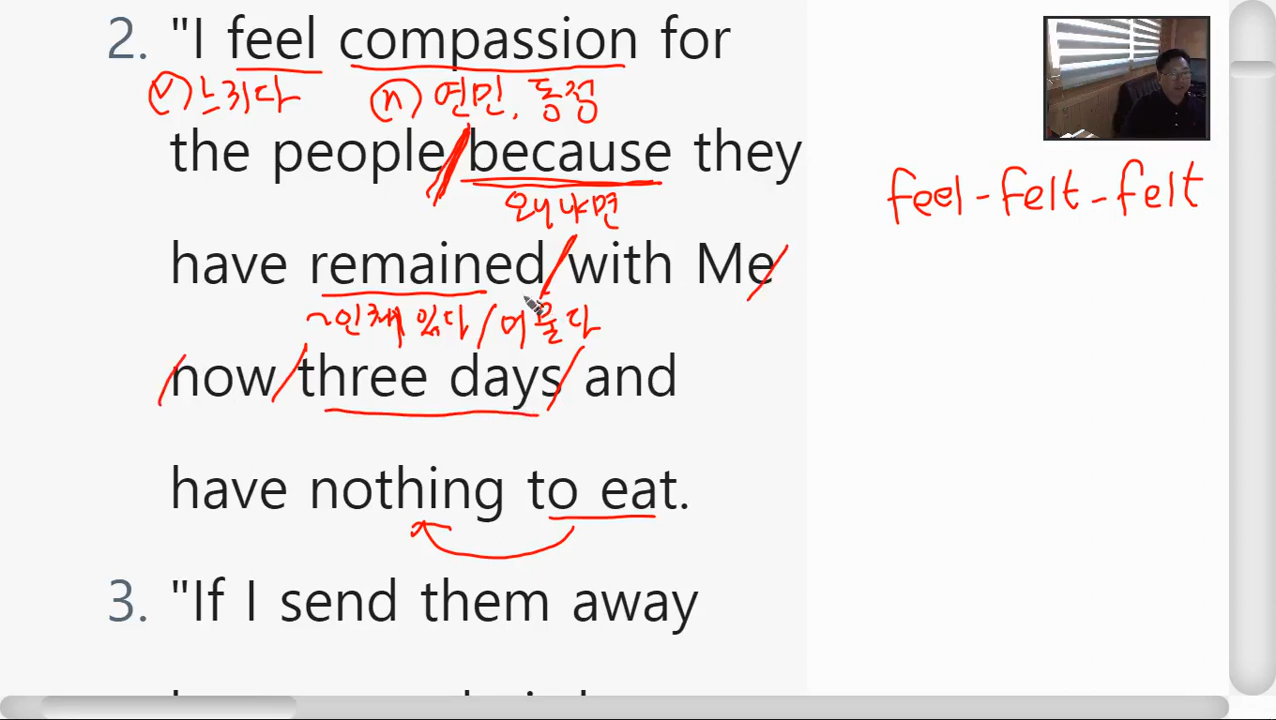 2. "I feel compassion for
ⓥ느끼다 ⓝ 연민, 동정
the people / because they
왜냐면
feel - felt - felt
have remained / with Me /
~인채 있다 / 머물다
/ now / three days / and
have nothing to eat.
3. "If I send them away